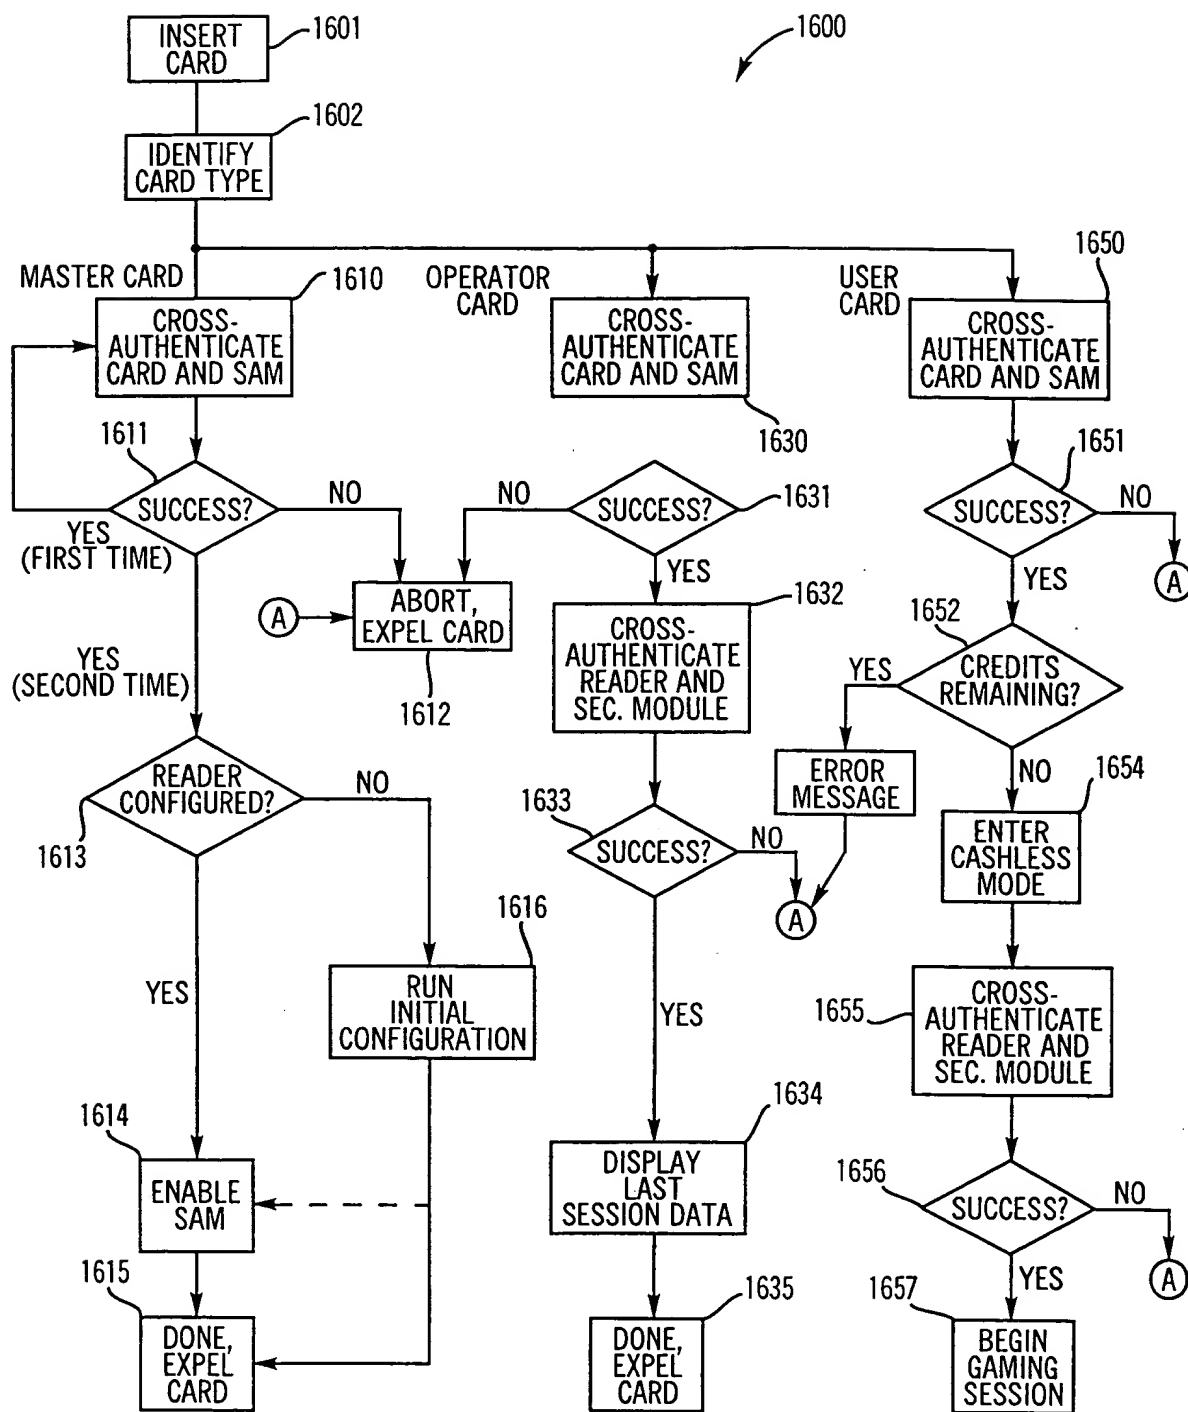 INSERT
CARD
1601
1600
1602
IDENTIFY
CARD TYPE
MASTER CARD
1610
CROSS-
AUTHENTICATE
CARD AND SAM
OPERATOR
CARD
CROSS-
AUTHENTICATE
CARD AND SAM
1630
USER
CARD
1650
CROSS-
AUTHENTICATE
CARD AND SAM
1611
SUCCESS?
NO
YES
(FIRST TIME)
NO
SUCCESS?
1631
YES
1651
SUCCESS?
NO
A
YES
A
ABORT,
EXPEL CARD
1612
1632
CROSS-
AUTHENTICATE
READER AND
SEC. MODULE
1652
CREDITS
REMAINING?
YES
NO
ERROR
MESSAGE
YES
(SECOND TIME)
READER
CONFIGURED?
NO
1613
1633
SUCCESS?
NO
A
1654
ENTER
CASHLESS
MODE
YES
1616
RUN
INITIAL
CONFIGURATION
YES
1655
CROSS-
AUTHENTICATE
READER AND
SEC. MODULE
1614
ENABLE
SAM
1634
DISPLAY
LAST
SESSION DATA
1656
SUCCESS?
NO
A
YES
1615
DONE,
EXPEL
CARD
1635
DONE,
EXPEL
CARD
1657
BEGIN
GAMING
SESSION